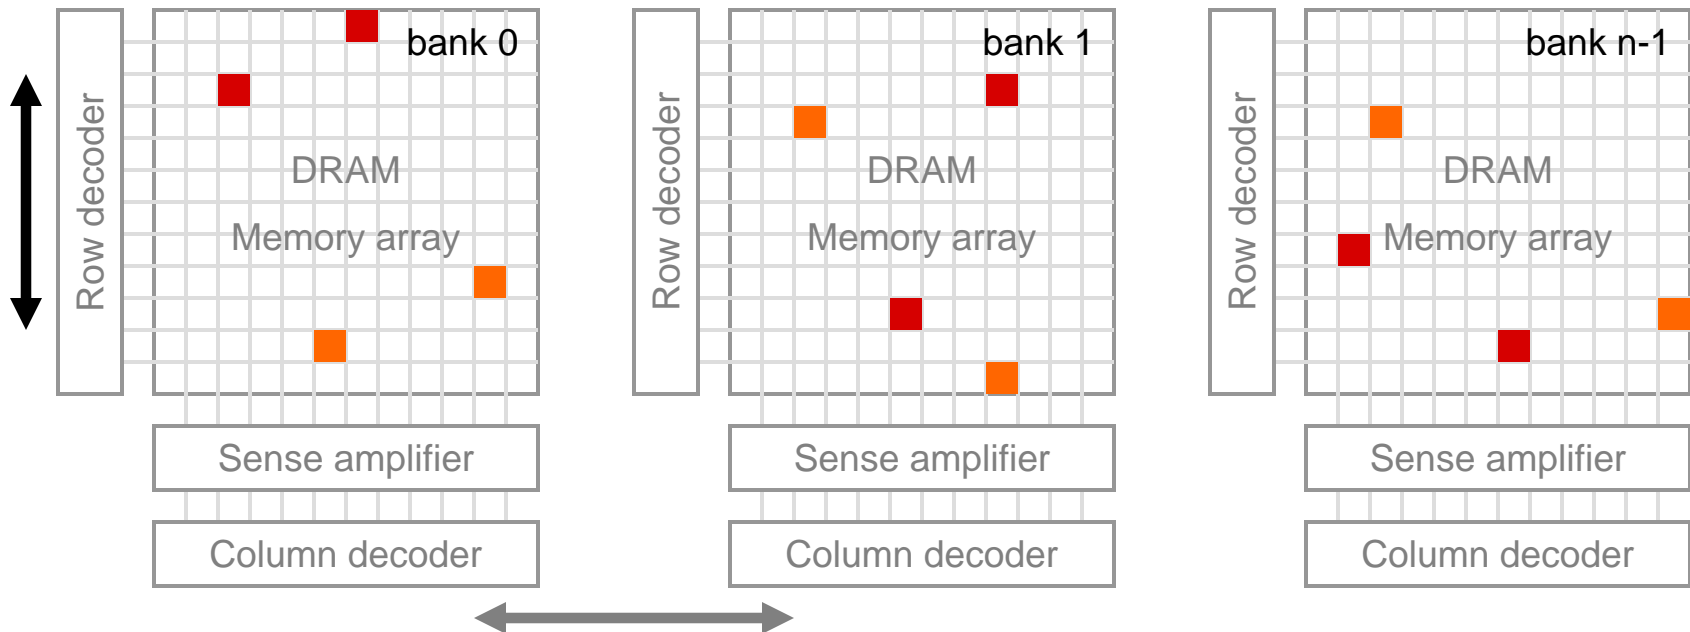 bank 0
Row decoder
DRAM
Memory array
Sense amplifier
Column decoder
bank 1
Row decoder
DRAM
Memory array
Sense amplifier
Column decoder
bank n-1
Row decoder
DRAM
Memory array
Sense amplifier
Column decoder